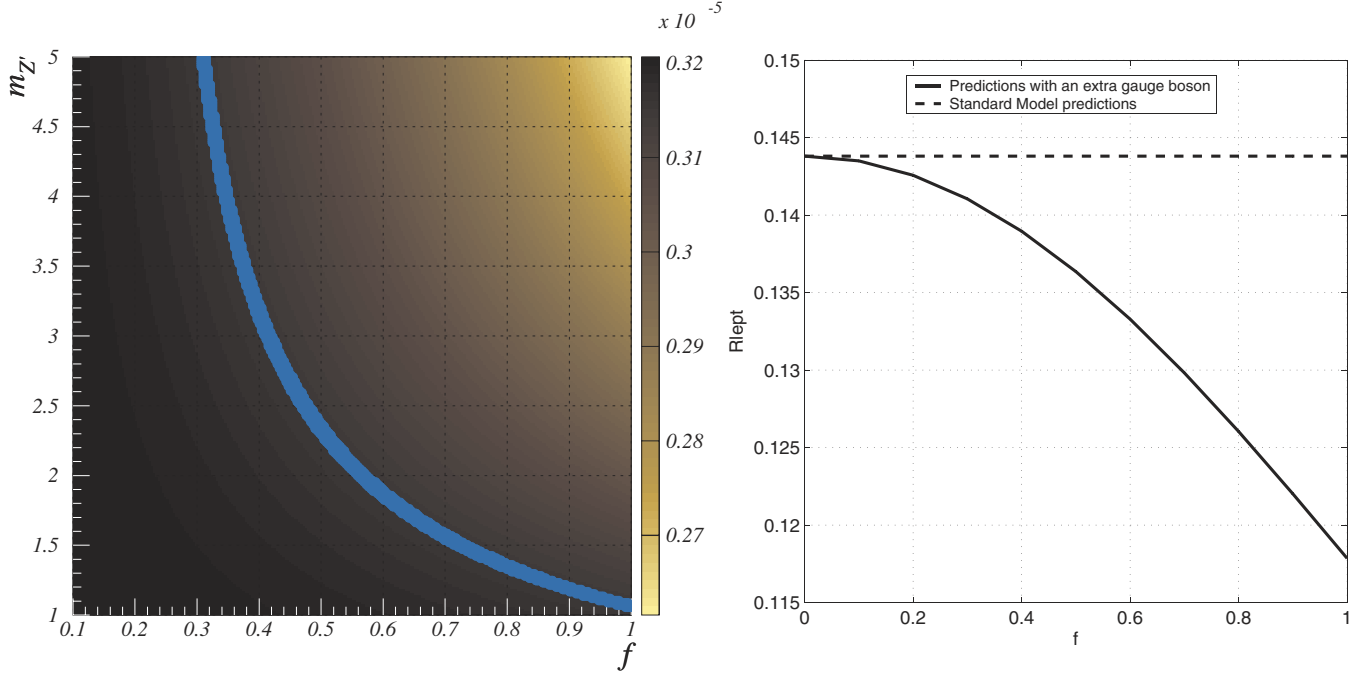 x 10 -5
m_Z'
5
4.5
4
3.5
3
2.5
2
1.5
1
0.1 0.2 0.3 0.4 0.5 0.6 0.7 0.8 0.9 1
f
0.32
0.31
0.3
0.29
0.28
0.27
0.15
0.145
0.14
0.135
0.13
0.125
0.12
0.115
Rlept
Predictions with an extra gauge boson
Standard Model predictions
0 0.2 0.4 0.6 0.8 1
f